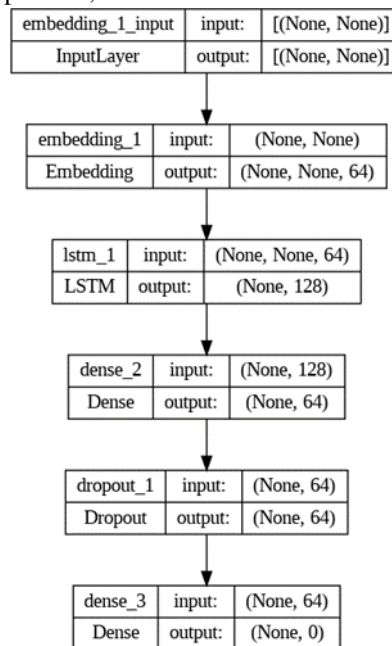 embedding_1_input input: [(None, None)]
InputLayer output: [(None, None)]
embedding_1 input: (None, None)
Embedding output: (None, None, 64)
lstm_1 input: (None, None, 64)
LSTM output: (None, 128)
dense_2 input: (None, 128)
Dense output: (None, 64)
dropout_1 input: (None, 64)
Dropout output: (None, 64)
dense_3 input: (None, 64)
Dense output: (None, 0)